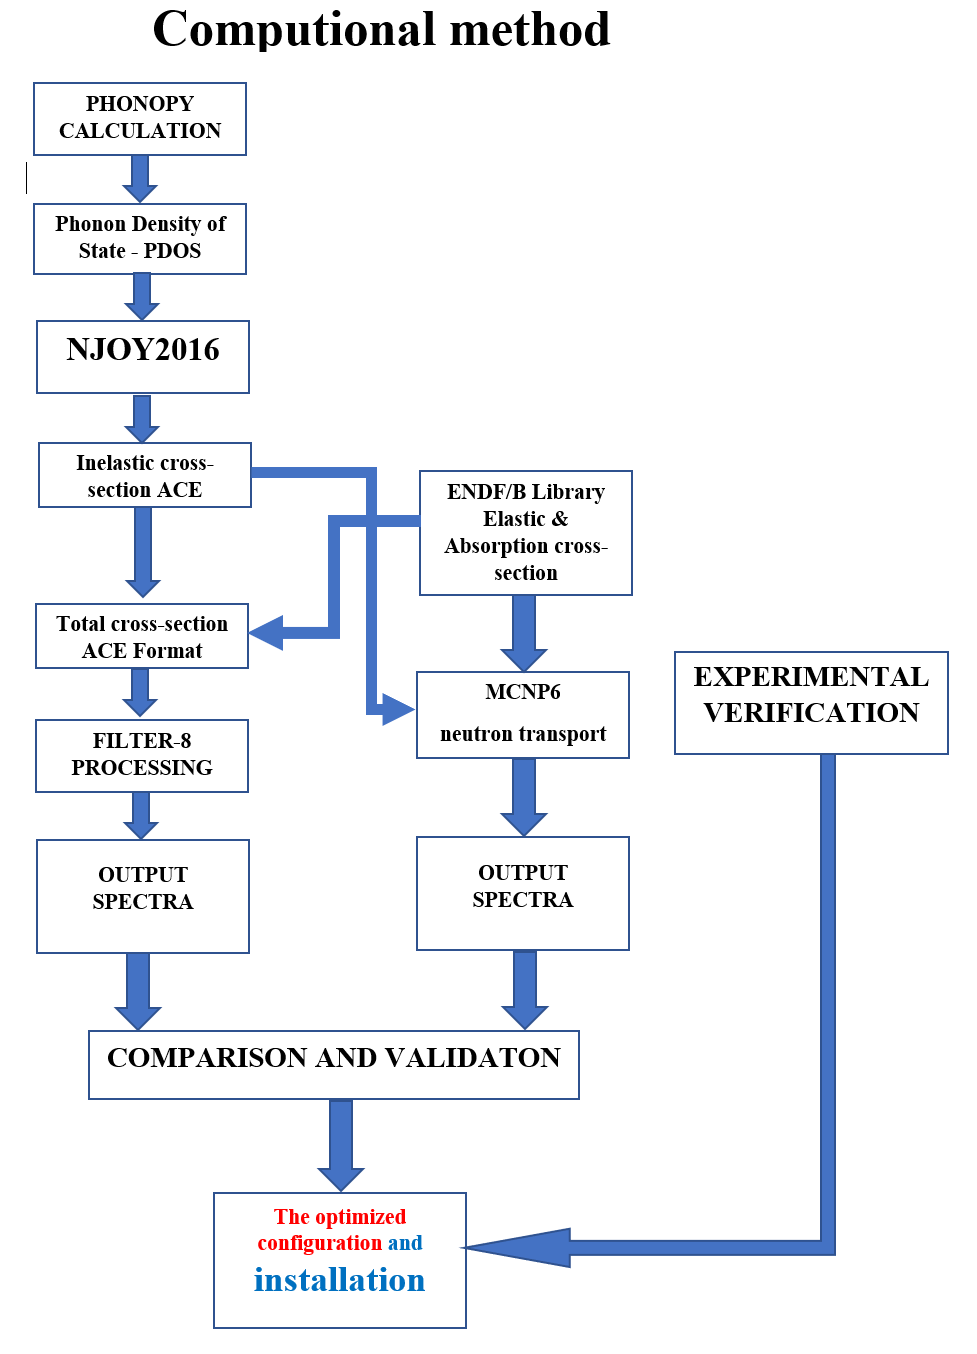 Computional method
PHONOPY
CALCULATION
Phonon Density of
State - PDOS
NJOY2016
Inelastic cross-
section ACE
ENDF/B Library
Elastic &
Absorption cross-
section
Total cross-section
ACE Format
MCNP6
neutron transport
EXPERIMENTAL
VERIFICATION
FILTER-8
PROCESSING
OUTPUT
SPECTRA
OUTPUT
SPECTRA
COMPARISON AND VALIDATON
The optimized
configuration and
installation